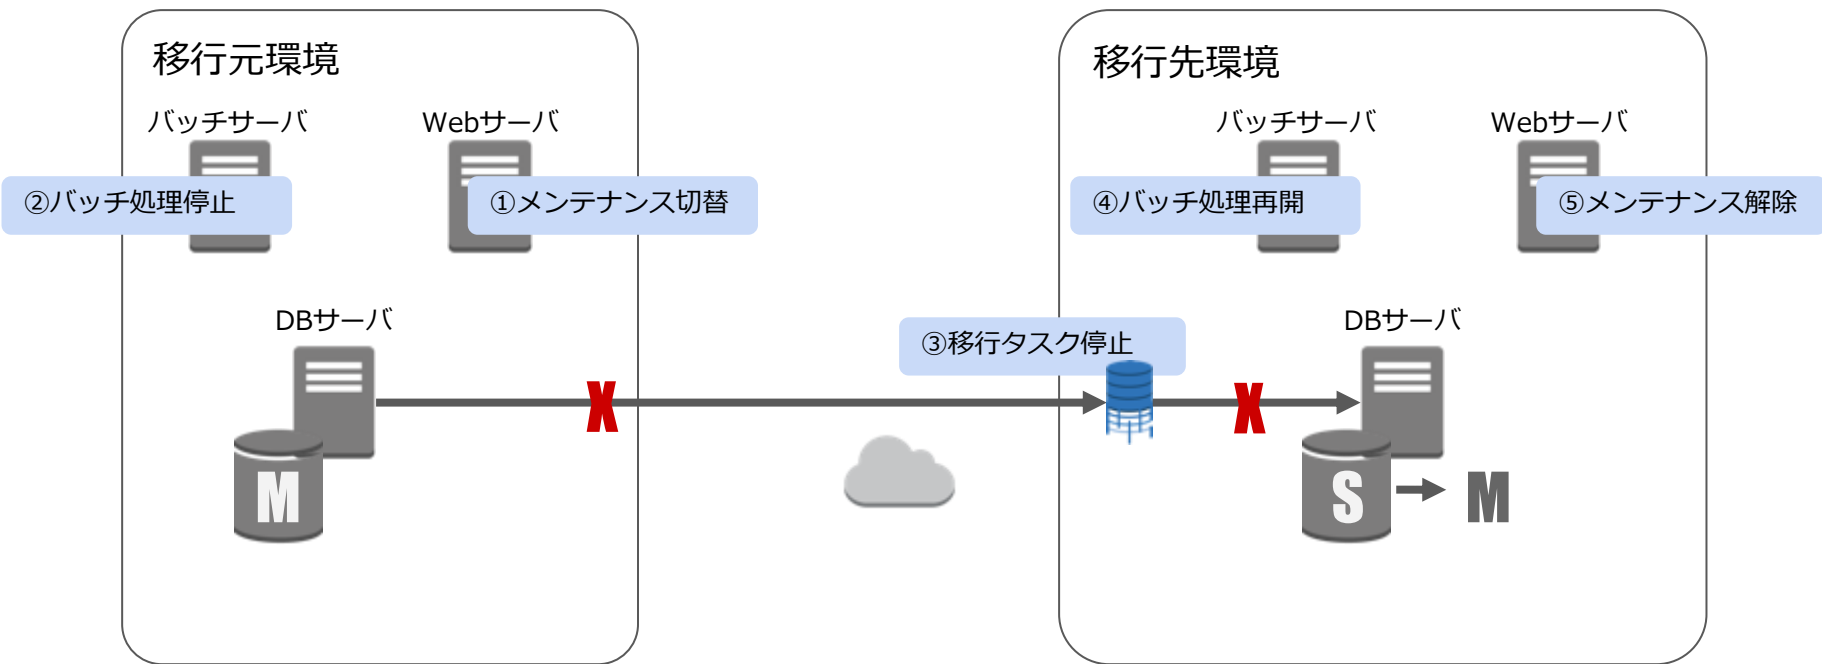 移行元環境
バッチサーバ
Webサーバ
②バッチ処理停止
①メンテナンス切替
DBサーバ
X
M
③移行タスク停止
移行先環境
バッチサーバ
Webサーバ
④バッチ処理再開
⑤メンテナンス解除
DBサーバ
X
S
M